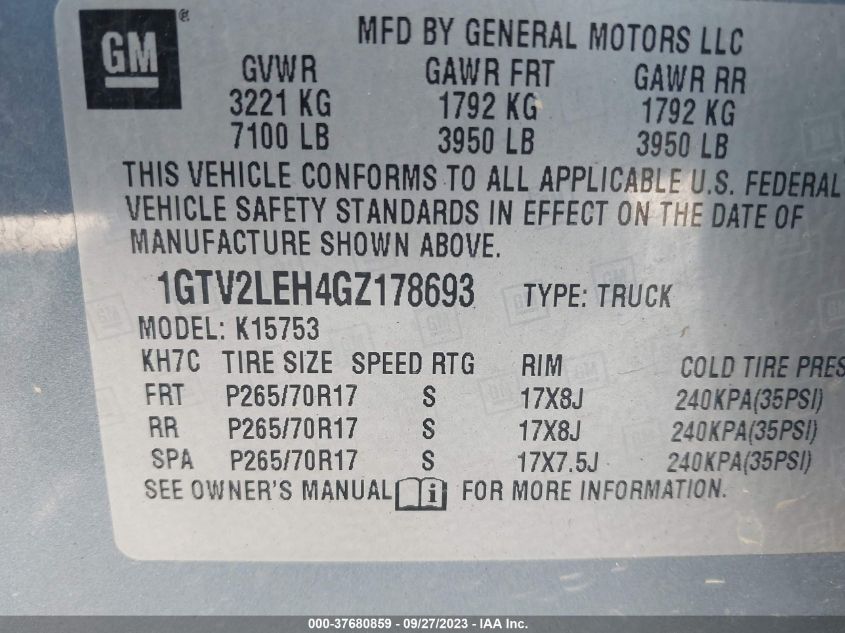 GM ®
MFD BY GENERAL MOTORS LLC
GVWR GAWR FRT GAWR RR
3221 KG 1792 KG 1792 KG
7100 LB 3950 LB 3950 LB
THIS VEHICLE CONFORMS TO ALL APPLICABLE U.S. FEDERAL
VEHICLE SAFETY STANDARDS IN EFFECT ON THE DATE OF
MANUFACTURE SHOWN ABOVE.
1GTV2LEH4GZ178693 TYPE: TRUCK
MODEL: K15753
KH7C TIRE SIZE SPEED RTG RIM COLD TIRE PRES
FRT P265/70R17 S 17X8J 240KPA(35PSI)
RR P265/70R17 S 17X8J 240KPA(35PSI)
SPA P265/70R17 S 17X7.5J 240KPA(35PSI)
SEE OWNER'S MANUAL i FOR MORE INFORMATION.
000-37680859 - 09/27/2023 - IAA Inc.